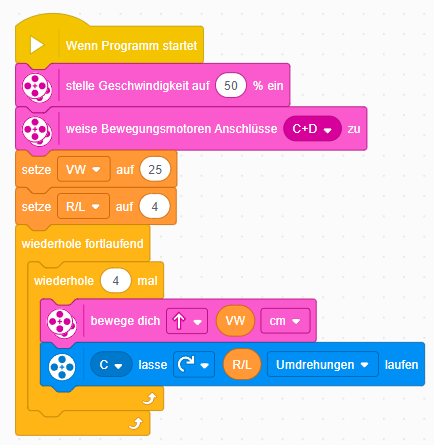 Wenn Programm startet
stelle Geschwindigkeit auf 50 % ein
weise Bewegungsmotoren Anschlüsse C+D zu
setze VW auf 25
setze R/L auf 4
wiederhole fortlaufend
wiederhole 4 mal
bewege dich VW cm
C lasse R/L Umdrehungen laufen